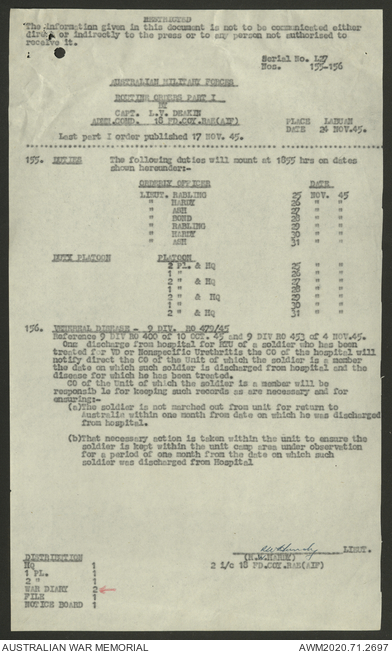 RESTRICTED
The information given in this document is not to be communicated either
directly or indirectly to the press or to any person not authorised to
receive it.
Serial No. L27
Nos. 155-156
AUSTRALIAN MILITARY FORCES
ROUTINE ORDERS PART I
BY
CAPT. L.V. DEAKIN
ADMN.COMD. 18 FD.COY.RAE(AIF)
PLACE LABUAN
DATE 24 NOV.45.
Last part I order published 17 NOV. 45.
155. DUTIES The following duties will mount at 1855 hrs on dates
shown hereunder:-
ORDERLY OFFICER DATE
LIEUT. RABLING 25 NOV. 45
" HARDY 26 " "
" ASH 27 " "
" BOND 28 " "
" RABLING 29 " "
" HARDY 30 " "
" ASH 31 " "
DUTY PLATOON PLATOON
2 PL. & HQ 25 " "
1 " 26 " "
2 " & HQ 27 " "
1 " 28 " "
2 " & HQ 29 " "
1 " 30 " "
2 " & HQ 31 " "
156. VENEREAL DISEASE - 9 DIV. RO 479/45
Reference 9 DIV RO 400 of 10 OCT. 45 and 9 DIV RO 453 of 4 NOV.45.
One discharge from hospital for RTU of a soldier who has been
treated for VD or Nonspecific Urethritis the CO of the hospital will
notify direct the CO of the Unit of which the soldier is a member
the date on which such soldier is discharged from hospital and the
disease for which he has been treated.
CO of the Unit of which the soldier is a member will be
responsible for keeping such records as are necessary and for
ensuring:-
(a)The soldier is not marched out from unit for return to
Australia within one month from date on which he was discharged
from hospital.
(b)That necessary action is taken within the unit to ensure the
soldier is kept within the unit camp area under observation
for a period of one month from the date on which such
soldier was discharged from Hospital
LIEUT.
(R.W.HARDY)
2 i/c 18 FD.COY.RAE(AIF)
DISTRIBUTION
HQ 1
1 PL. 1
2 " 1
WAR DIARY 2
FILE 1
NOTICE BOARD 1
AUSTRALIAN WAR MEMORIAL
AWM2020.71.2697